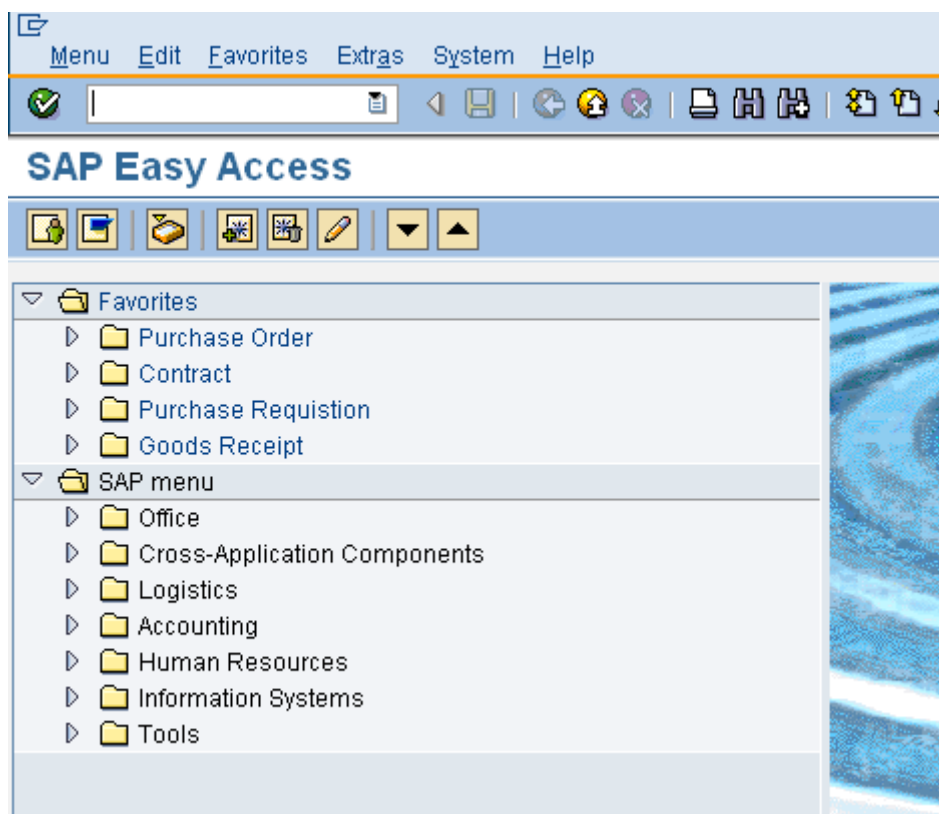 Menu Edit Favorites Extras System Help
SAP Easy Access
Favorites
Purchase Order
Contract
Purchase Requistion
Goods Receipt
SAP menu
Office
Cross-Application Components
Logistics
Accounting
Human Resources
Information Systems
Tools